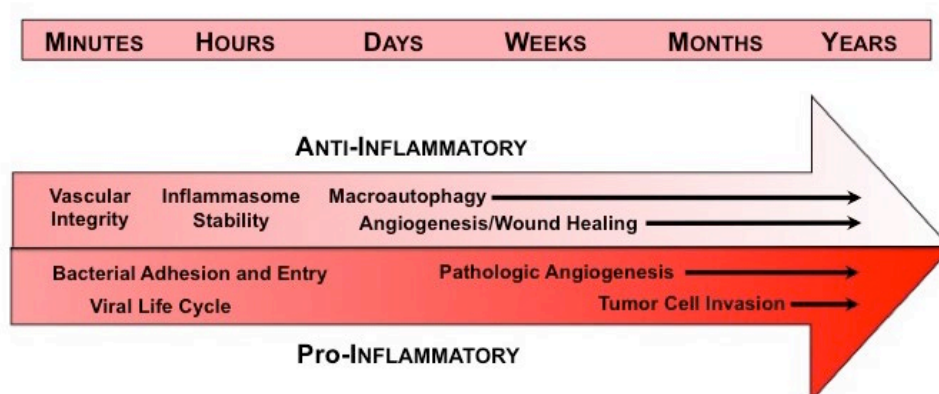 MINUTES HOURS DAYS WEEKS MONTHS YEARS
ANTI-INFLAMMATORY
Vascular Integrity
Inflammasome Stability
Macroautophagy
Angiogenesis/Wound Healing
Bacterial Adhesion and Entry
Pathologic Angiogenesis
Viral Life Cycle
Tumor Cell Invasion
PRO-INFLAMMATORY